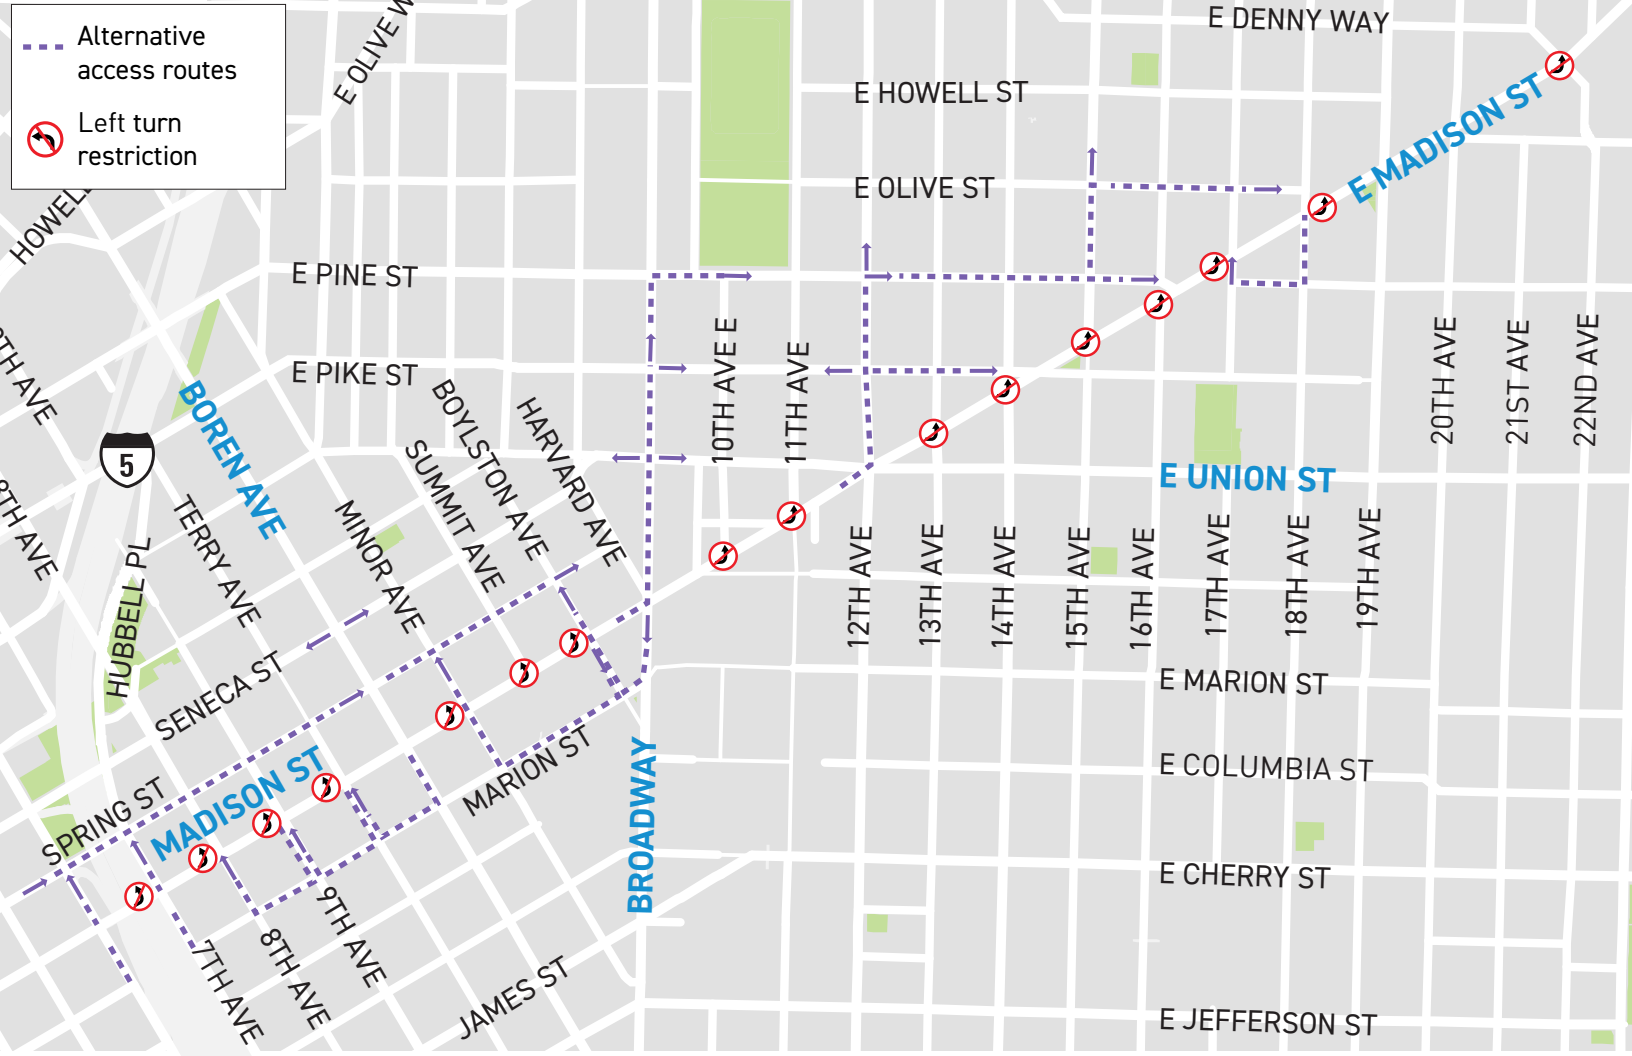 Alternative
access routes
Left turn
restriction
E OLIVE W
E DENNY WAY
E HOWELL ST
E MADISON ST
E OLIVE ST
HOWELL
E PINE ST
E PIKE ST
10TH AVE E
11TH AVE
20TH AVE
21ST AVE
22ND AVE
TH AVE
BOREN AVE
BOYLSTON AVE
HARVARD AVE
SUMMIT AVE
5
8TH AVE
TERRY AVE
MINOR AVE
E UNION ST
HUBBELL PL
12TH AVE
13TH AVE
14TH AVE
15TH AVE
16TH AVE
17TH AVE
18TH AVE
19TH AVE
SENECA ST
E MARION ST
SPRING ST
MADISON ST
MARION ST
BROADWAY
E COLUMBIA ST
E CHERRY ST
7TH AVE
8TH AVE
9TH AVE
JAMES ST
E JEFFERSON ST